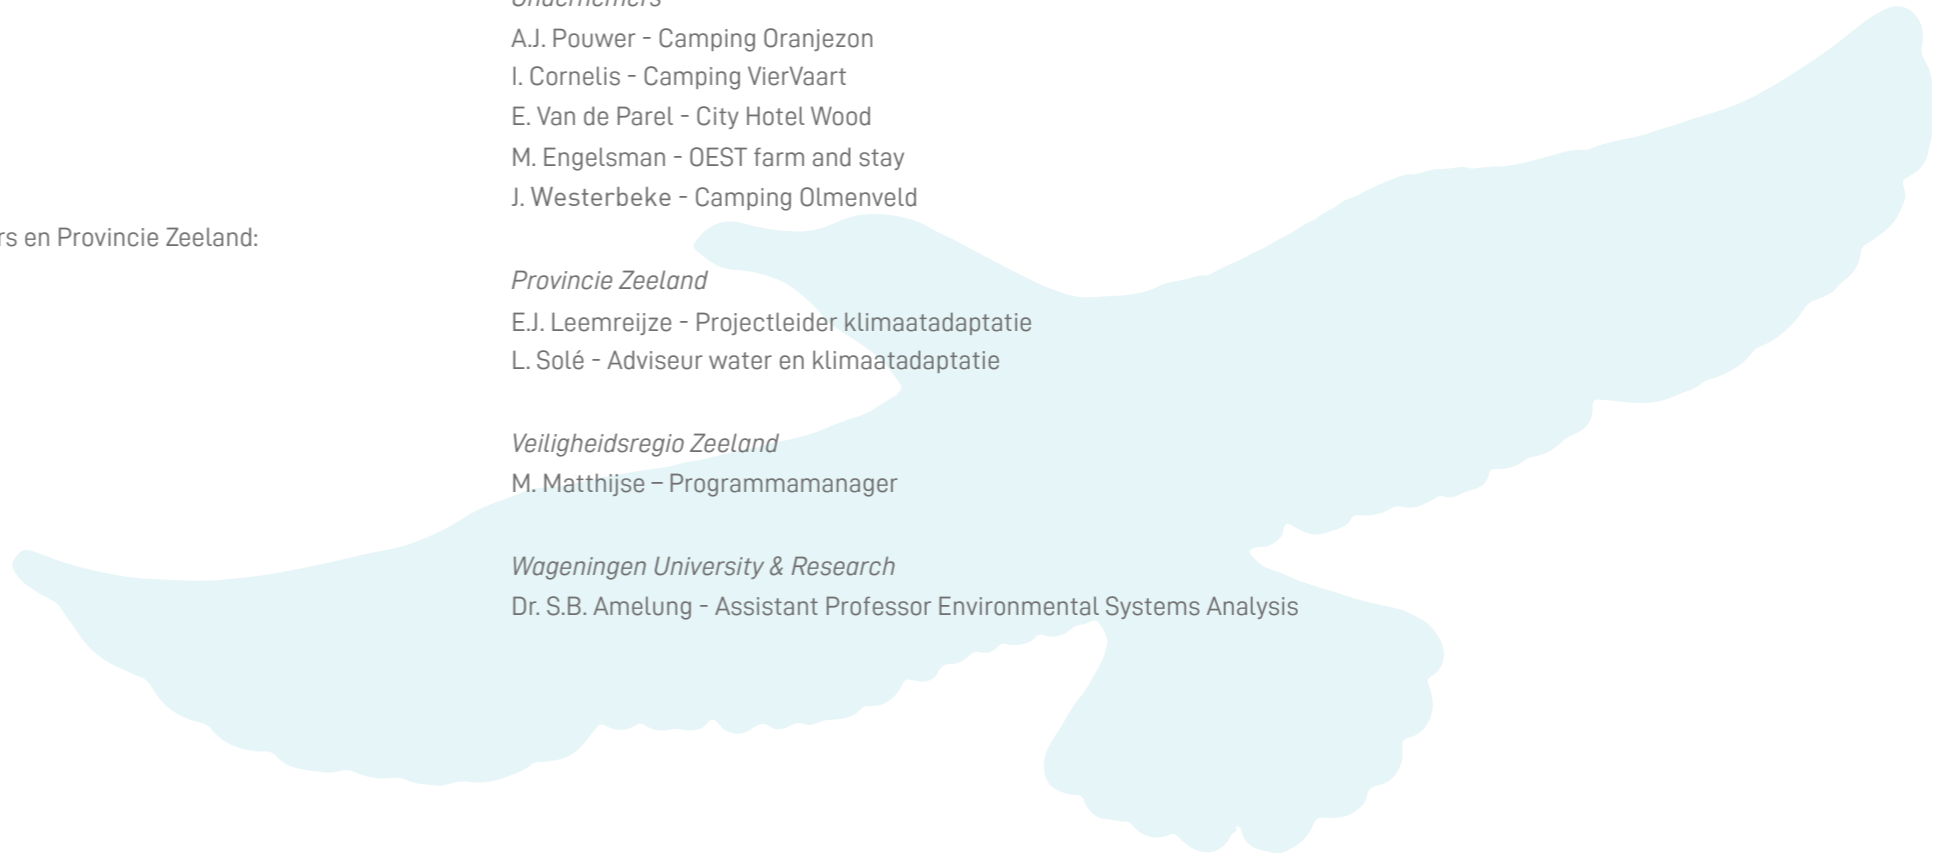 Ondernemers
A.J. Pouwer - Camping Oranjezon
I. Cornelis - Camping VierVaart
E. Van de Parel - City Hotel Wood
M. Engelsman - OEST farm and stay
J. Westerbeke - Camping Olmenveld
rs en Provincie Zeeland:
Provincie Zeeland
E.J. Leemreijze - Projectleider klimaatadaptatie
L. Solé - Adviseur water en klimaatadaptatie
Veiligheidsregio Zeeland
M. Matthijse – Programmamanager
Wageningen University & Research
Dr. S.B. Amelung - Assistant Professor Environmental Systems Analysis